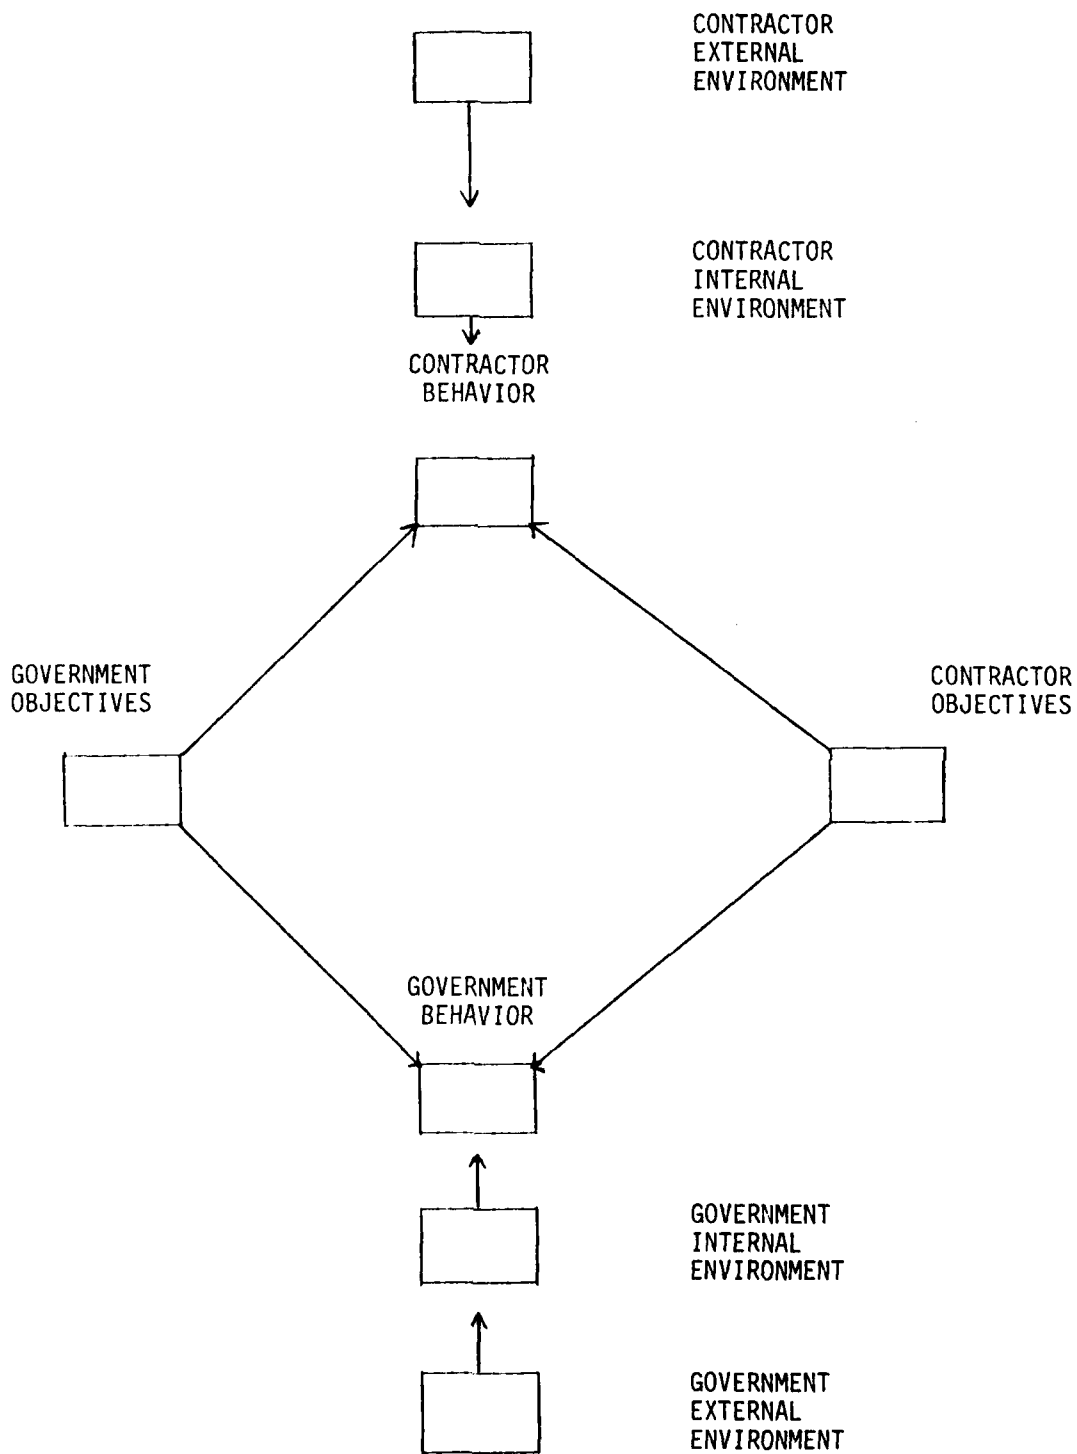 CONTRACTOR
EXTERNAL
ENVIRONMENT
CONTRACTOR
INTERNAL
ENVIRONMENT
CONTRACTOR
BEHAVIOR
GOVERNMENT
OBJECTIVES
CONTRACTOR
OBJECTIVES
GOVERNMENT
BEHAVIOR
GOVERNMENT
INTERNAL
ENVIRONMENT
GOVERNMENT
EXTERNAL
ENVIRONMENT